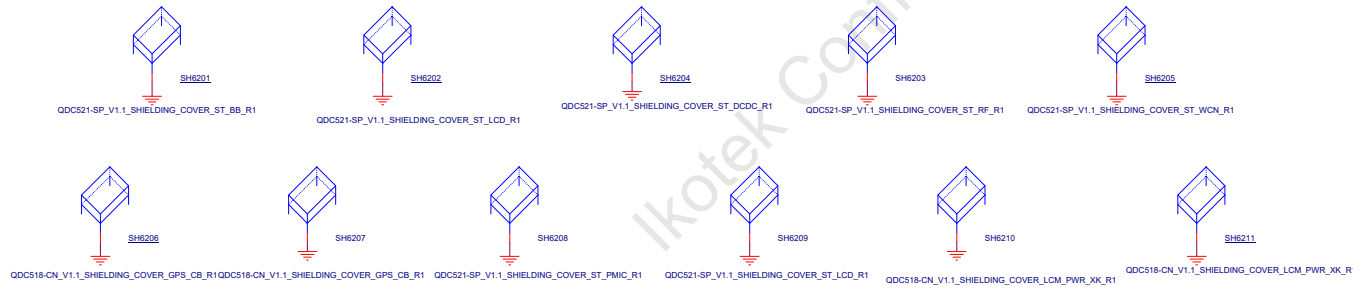 SH6201
SH6202
SH6204
SH6203
SH6205
QDC521-SP_V1.1_SHIELDING_COVER_ST_BB_R1
QDC521-SP_V1.1_SHIELDING_COVER_ST_LCD_R1
QDC521-SP_V1.1_SHIELDING_COVER_ST_DCDC_R1
QDC521-SP_V1.1_SHIELDING_COVER_ST_RF_R1
QDC521-SP_V1.1_SHIELDING_COVER_ST_WCN_R1
SH6206
SH6207
SH6208
SH6209
SH6210
SH6211
QDC518-CN_V1.1_SHIELDING_COVER_GPS_CB_R1
QDC518-CN_V1.1_SHIELDING_COVER_GPS_CB_R1
QDC521-SP_V1.1_SHIELDING_COVER_ST_PMIC_R1
QDC521-SP_V1.1_SHIELDING_COVER_ST_LCD_R1
QDC518-CN_V1.1_SHIELDING_COVER_LCM_PWR_XK_R1
QDC518-CN_V1.1_SHIELDING_COVER_LCM_PWR_XK_R
Ikotek